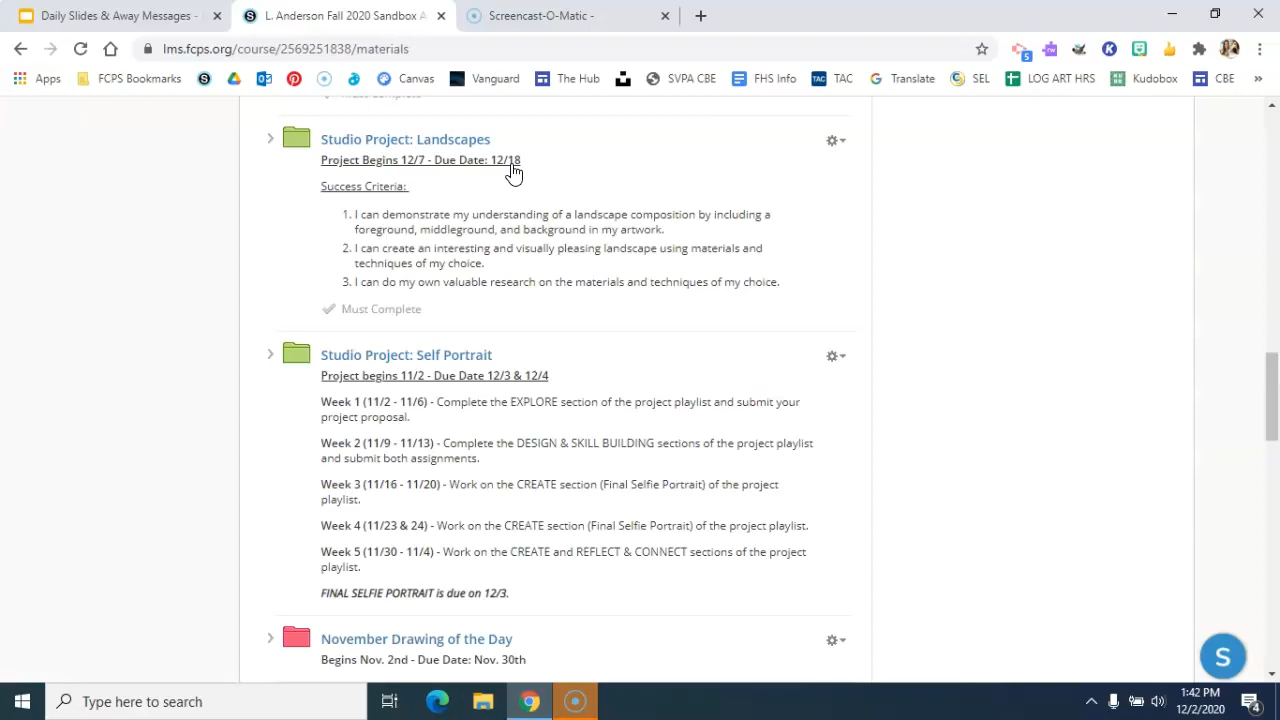 Daily Slides & Away Messages -
L. Anderson Fall 2020 Sandbox A
Screencast-O-Matic -
lms.fcps.org/course/2569251838/materials
Apps
FCPS Bookmarks
Canvas
Vanguard
The Hub
SVPA CBE
FHS Info
TAC
TAC
Translate
SEL
LOG ART HRS
Kudobox
CBE
»
Studio Project: Landscapes
Project Begins 12/7 - Due Date: 12/18
Success Criteria:
1. I can demonstrate my understanding of a landscape composition by including a
foreground, middleground, and background in my artwork.
2. I can create an interesting and visually pleasing landscape using materials and
techniques of my choice.
3. I can do my own valuable research on the materials and techniques of my choice.
Must Complete
Studio Project: Self Portrait
Project begins 11/2 - Due Date 12/3 & 12/4
Week 1 (11/2 - 11/6) - Complete the EXPLORE section of the project playlist and submit your
project proposal.
Week 2 (11/9 - 11/13) - Complete the DESIGN & SKILL BUILDING sections of the project playlist
and submit both assignments.
Week 3 (11/16 - 11/20) - Work on the CREATE section (Final Selfie Portrait) of the project
playlist.
Week 4 (11/23 & 24) - Work on the CREATE section (Final Selfie Portrait) of the project playlist.
Week 5 (11/30 - 11/4) - Work on the CREATE and REFLECT & CONNECT sections of the project
playlist.
FINAL SELFIE PORTRAIT is due on 12/3.
November Drawing of the Day
Begins Nov. 2nd - Due Date: Nov. 30th
S
Type here to search
1:42 PM
12/2/2020
4